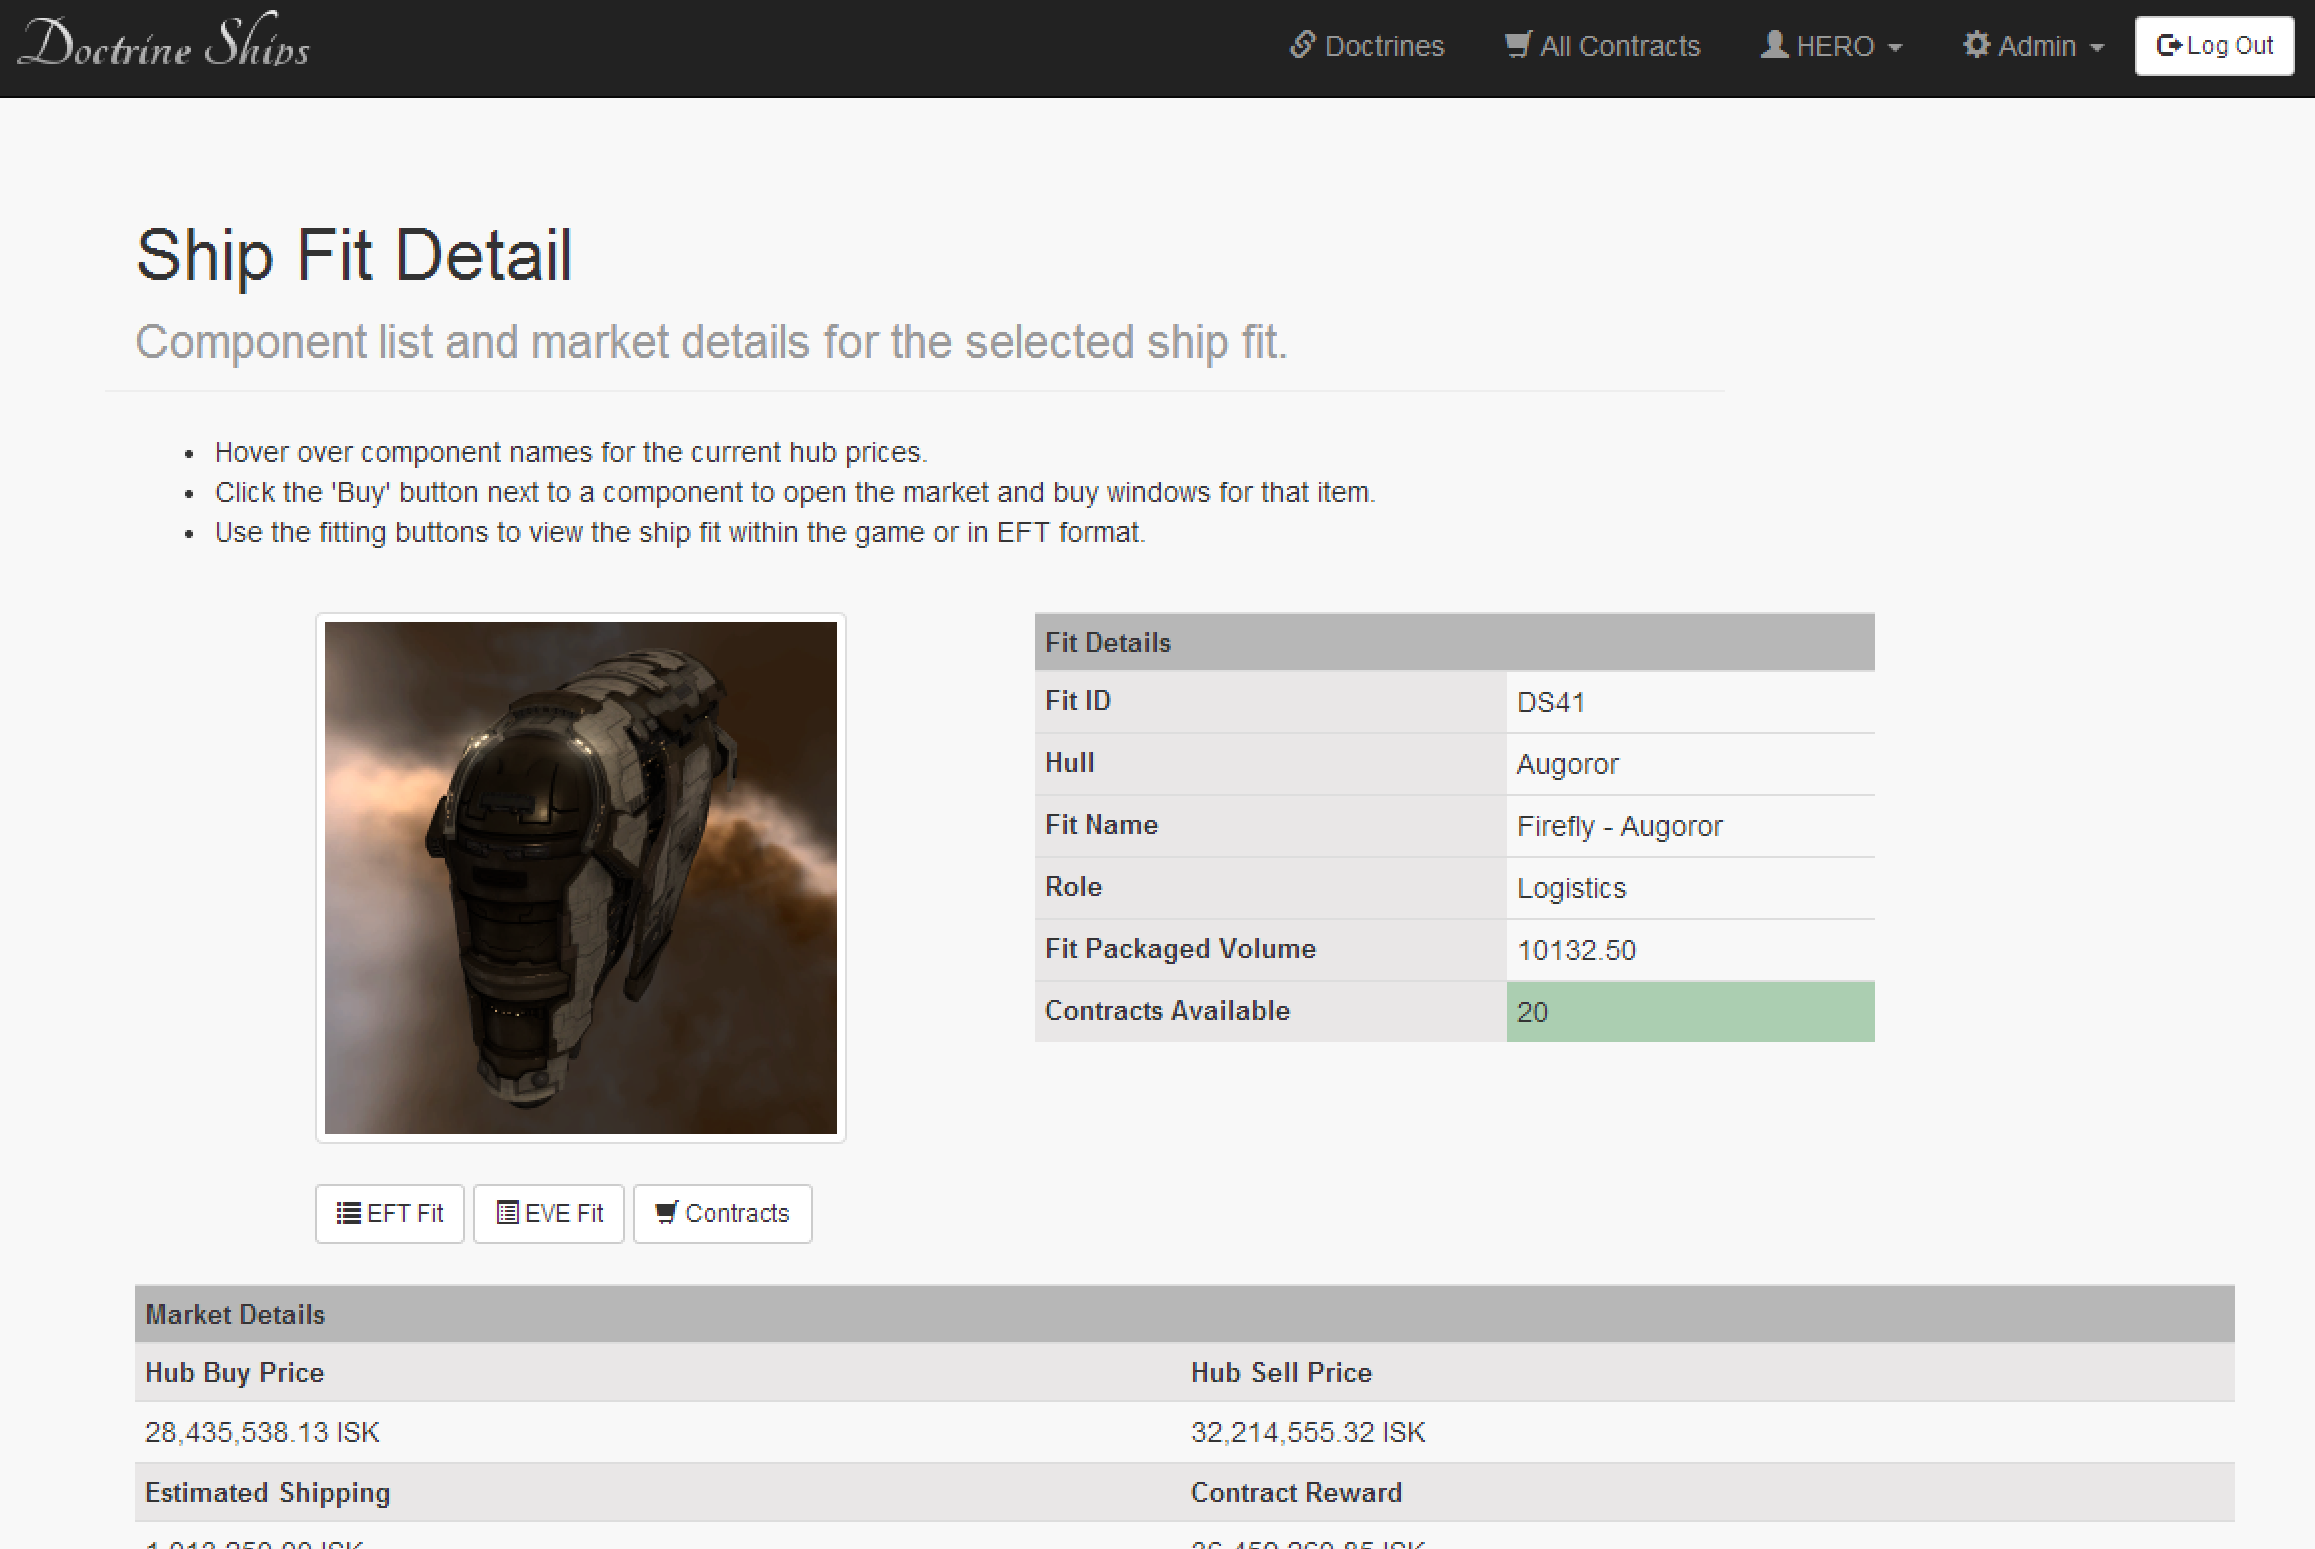 Doctrine Ships
Doctrines All Contracts HERO Admin Log Out
Ship Fit Detail
Component list and market details for the selected ship fit.
Hover over component names for the current hub prices.
Click the 'Buy' button next to a component to open the market and buy windows for that item.
Use the fitting buttons to view the ship fit within the game or in EFT format.
Fit Details
Fit ID DS41
Hull Augoror
Fit Name Firefly - Augoror
Role Logistics
Fit Packaged Volume 10132.50
Contracts Available 20
EFT Fit EVE Fit Contracts
Market Details
Hub Buy Price Hub Sell Price
28,435,538.13 ISK 32,214,555.32 ISK
Estimated Shipping Contract Reward
ISK ISK